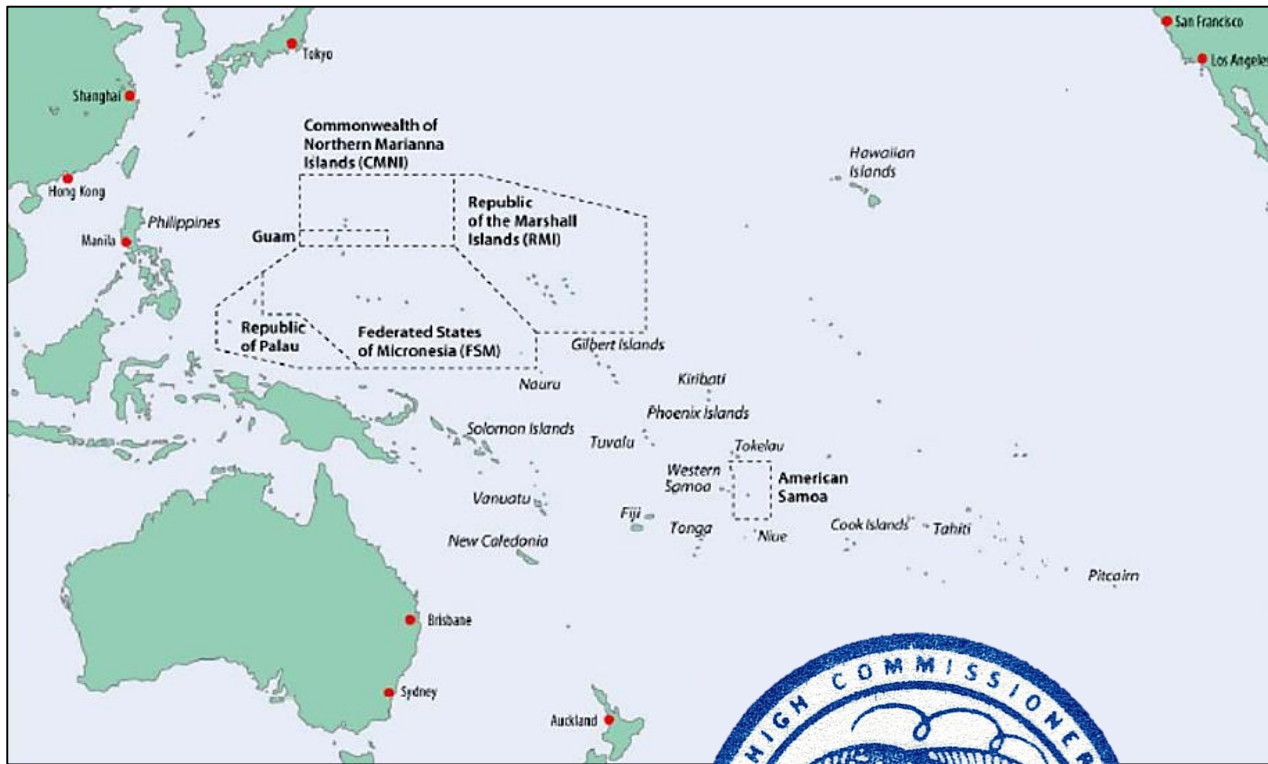 San Francisco
Tokyo
Los Angeles
Shanghai
Commonwealth of
Northern Marianna
Islands (CMNI)
Hawaiian
Islands
Hong Kong
Republic
of the Marshall
Islands (RMI)
Philippines
Guam
Manila
Republic
of Palau
Federated States
of Micronesia (FSM)
Gilbert Islands
Nauru
Kiribati
Phoenix Islands
Solomon Islands
Tuvalu
Tokelau
Western
Samoa
American
Samoa
Vanuatu
Fiji
Tonga
Niue
Cook Islands
Tahiti
New Caledonia
Pitcairn
Brisbane
Sydney
Auckland
HIGH COMMISSIONER